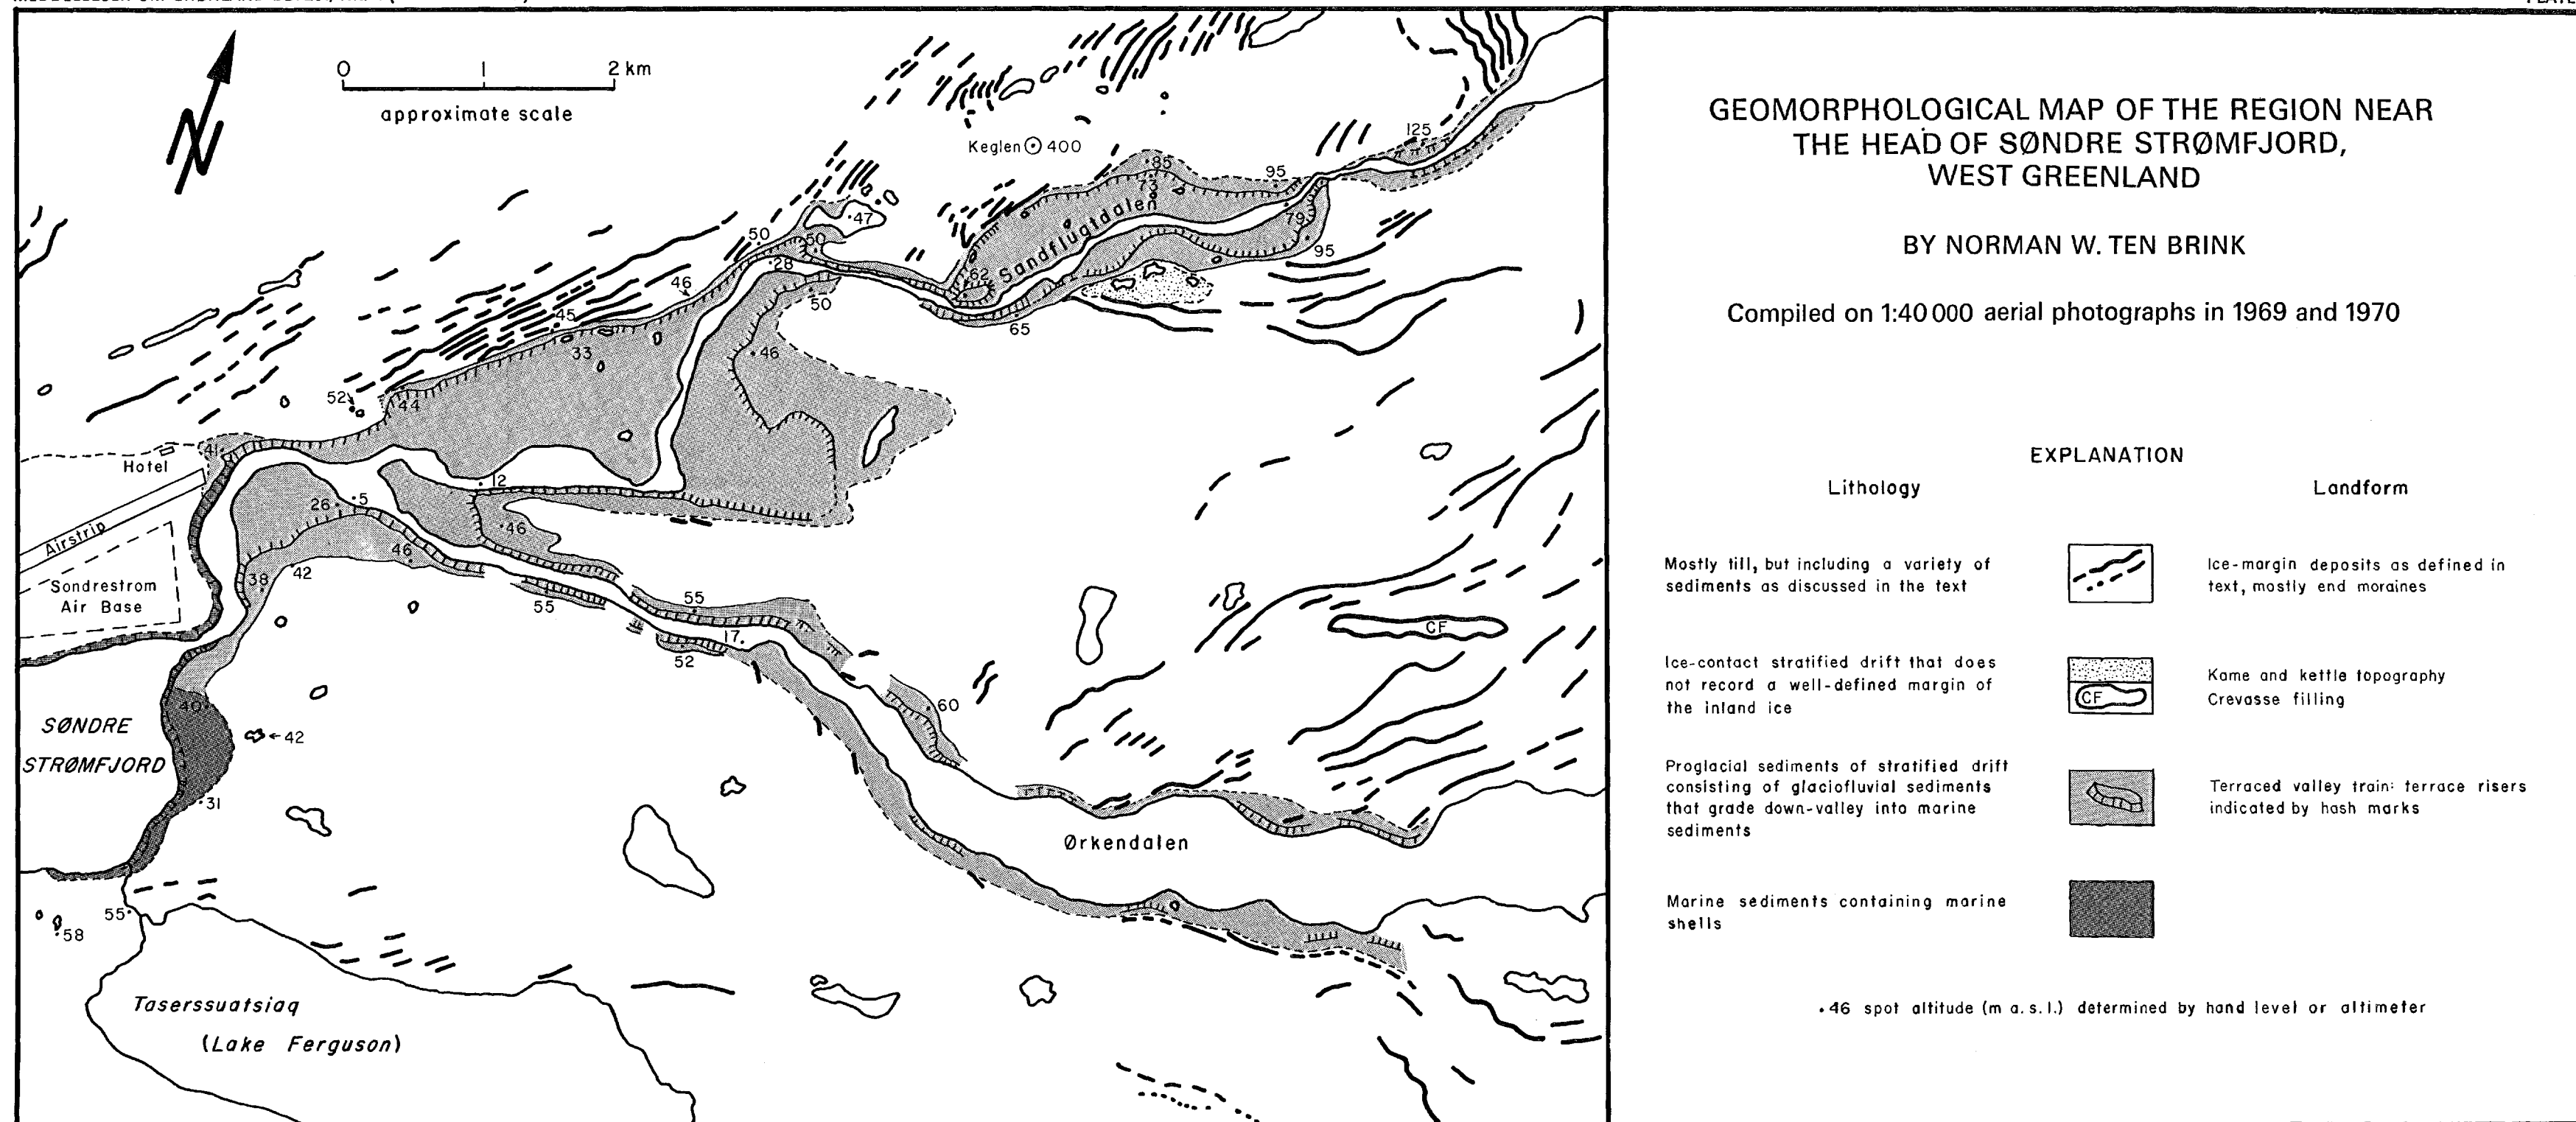 0 1 2 km
approximate scale
N
125
Keglen 400
85
95
73
47
79
Sandflugtdalen
50
50
95
28
62
46
50
45
65
33
46
52
44
41
Hotel
12
5
26
46
Airstrip
46
38
42
Sondrestrom
Air Base
55
55
17
52
40
60
SØNDRE
42
STRØMFJORD
31
CF
Ørkendalen
55
58
Taserssuatsiaq
(Lake Ferguson)
GEOMORPHOLOGICAL MAP OF THE REGION NEAR
THE HEAD OF SØNDRE STRØMFJORD,
WEST GREENLAND
BY NORMAN W. TEN BRINK
Compiled on 1:40 000 aerial photographs in 1969 and 1970
EXPLANATION
Lithology
Landform
Mostly till, but including a variety of
sediments as discussed in the text
Ice-margin deposits as defined in
text, mostly end moraines
Ice-contact stratified drift that does
not record a well-defined margin of
the inland ice
CF
Kame and kettle topography
Crevasse filling
Proglacial sediments of stratified drift
consisting of glaciofluvial sediments
that grade down-valley into marine
sediments
Terraced valley train: terrace risers
indicated by hash marks
Marine sediments containing marine
shells
.46 spot altitude (m a.s.l.) determined by hand level or altimeter